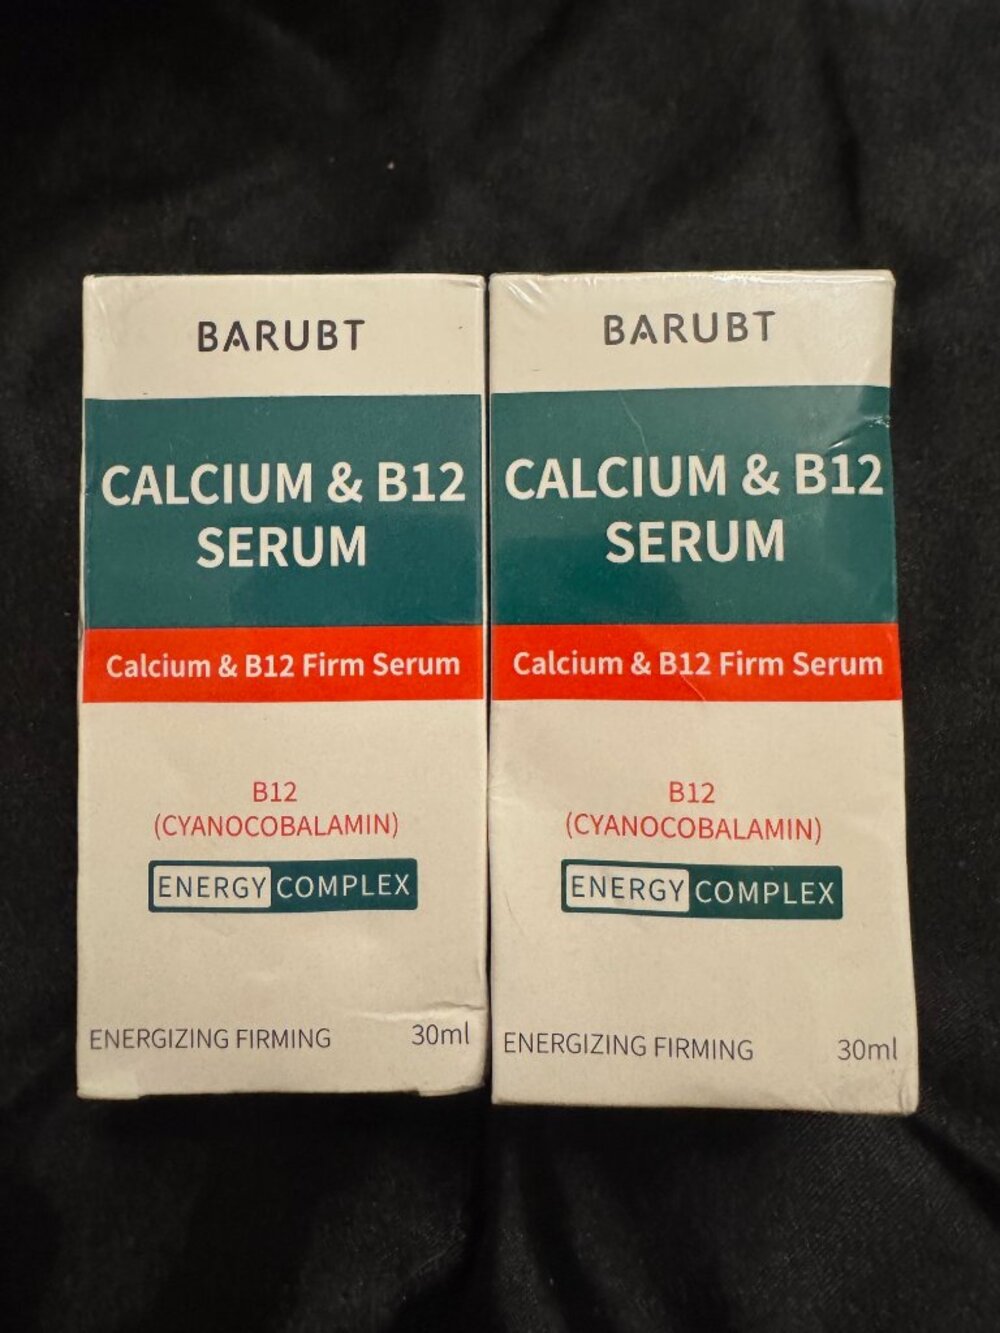 BARUBT
CALCIUM & B12
SERUM
Calcium & B12 Firm Serum
B12
(CYANOCOBALAMIN)
ENERGY COMPLEX
ENERGIZING FIRMING 30ml
BARUBT
CALCIUM & B12
SERUM
Calcium & B12 Firm Serum
B12
(CYANOCOBALAMIN)
ENERGY COMPLEX
ENERGIZING FIRMING 30ml